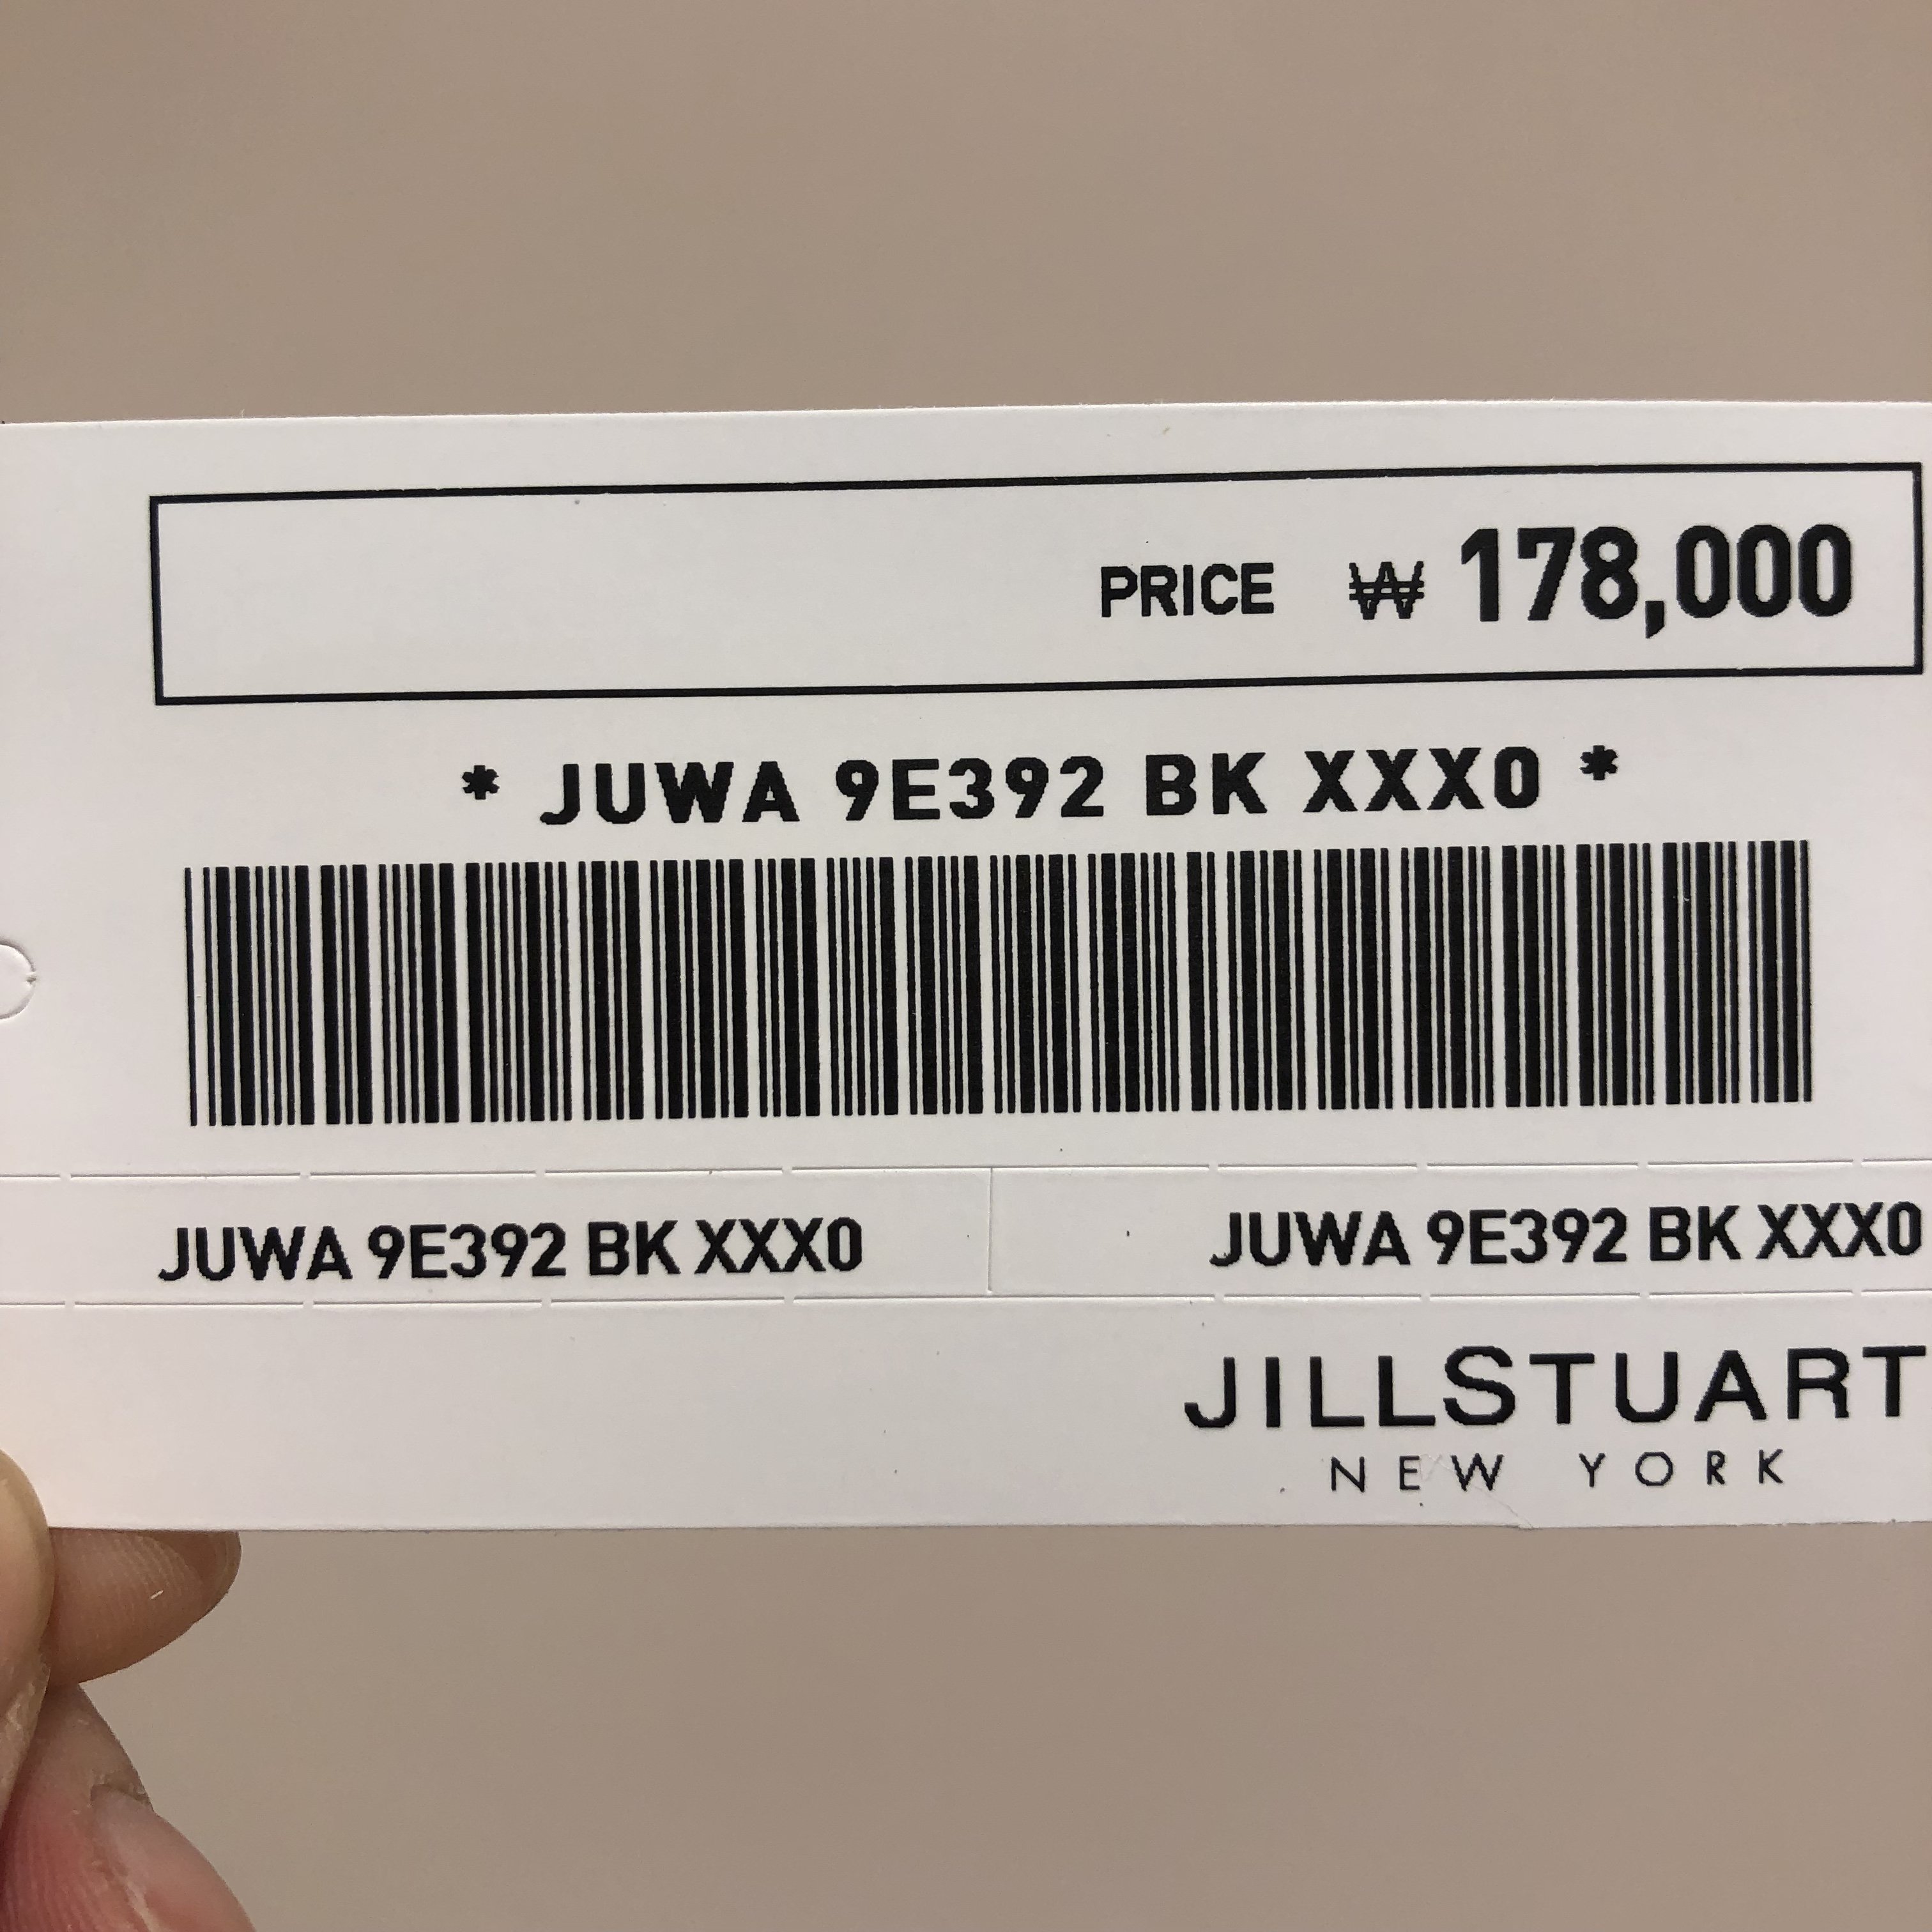 PRICE ₩ 178,000
* JUWA 9E392 BK XXX0 *
JUWA 9E392 BK XXX0 JUWA 9E392 BK XXX0
JILLSTUART
NEW YORK